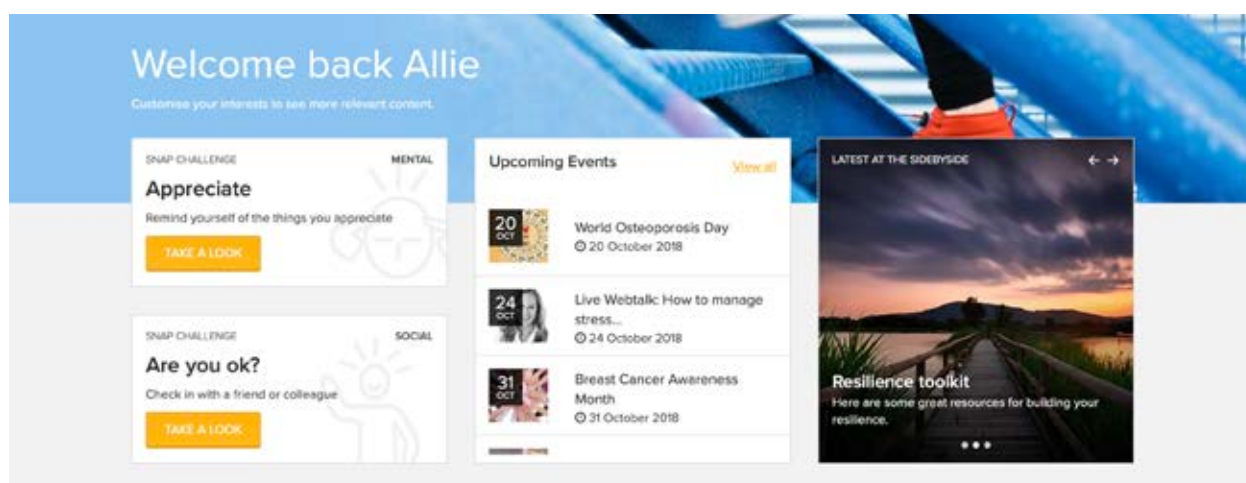 Welcome back Allie
Customise your interests to see more relevant content.
SNAP CHALLENGE
MENTAL
Appreciate
Remind yourself of the things you appreciate
TAKE A LOOK
SNAP CHALLENGE
SOCIAL
Are you ok?
Check in with a friend or colleague
TAKE A LOOK
Upcoming Events
View all
20
OCT
World Osteoporosis Day
20 October 2018
24
OCT
Live Webtalk: How to manage
stress...
24 October 2018
31
OCT
Breast Cancer Awareness
Month
31 October 2018
LATEST AT THE SIDEBYSIDE
Resilience toolkit
Here are some great resources for building your
resilience.